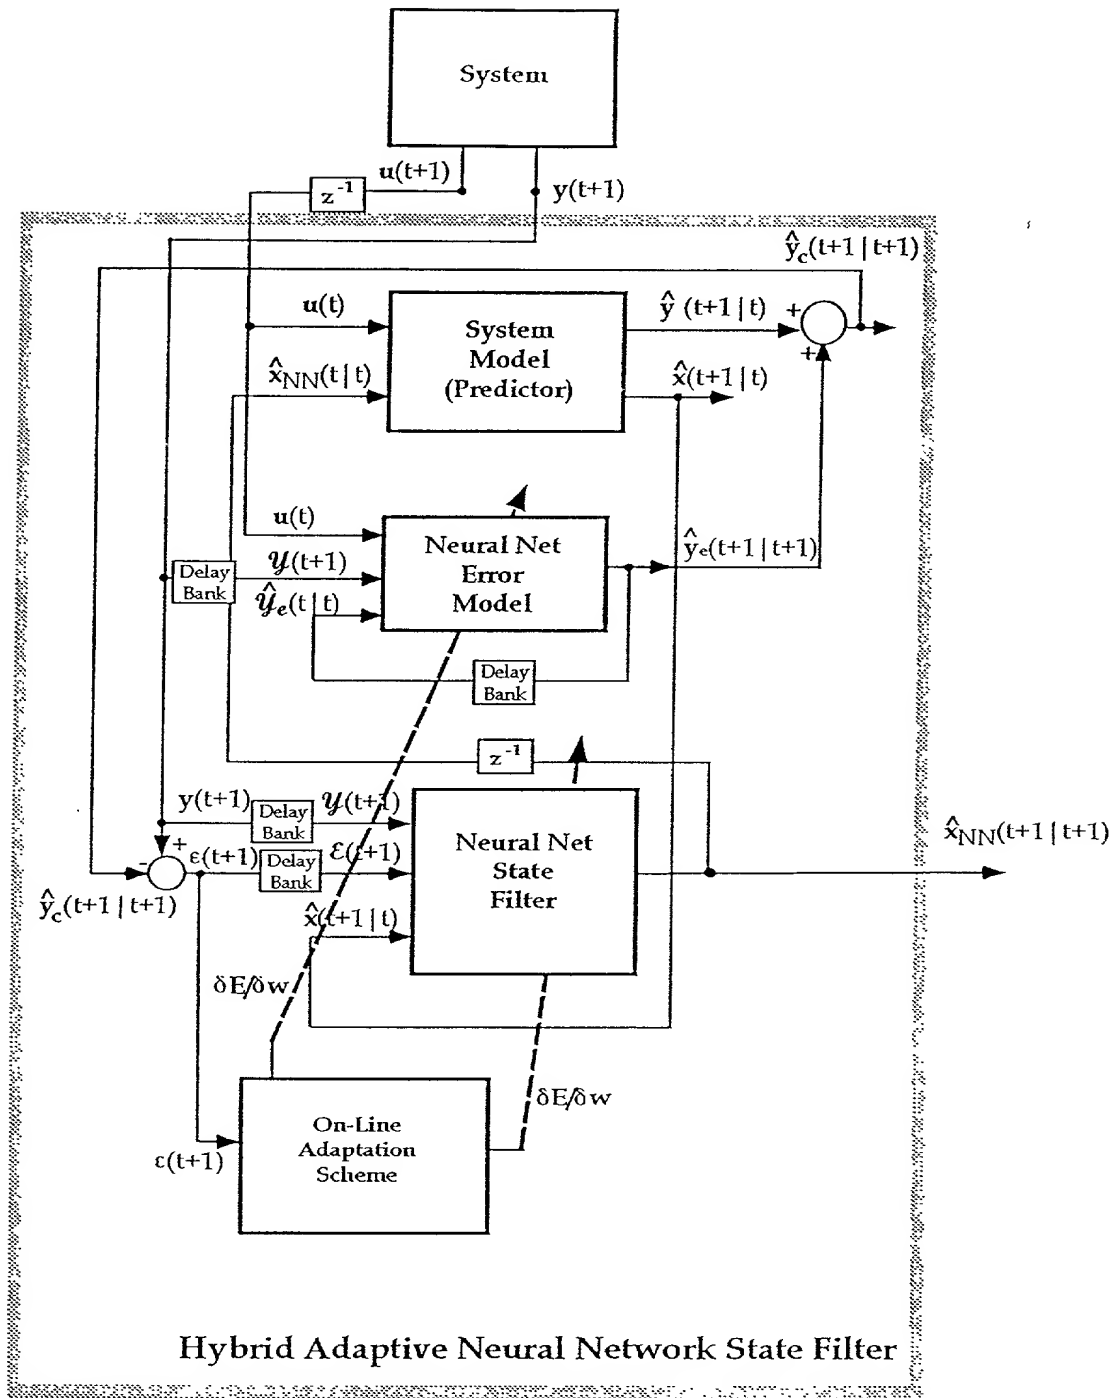 System
u(t+1)
z⁻¹
y(t+1)
ŷc(t+1|t+1)
u(t)
System
Model
(Predictor)
ŷ (t+1|t)
+
+
x̂NN(t|t)
x̂(t+1|t)
u(t)
Neural Net
Error
Model
ŷe(t+1|t+1)
𝒴(t+1)
Delay
Bank
𝒴̂e(t|t)
Delay
Bank
z⁻¹
y(t+1)
Delay
Bank
𝒴(t+1)
Neural Net
State
Filter
x̂NN(t+1|t+1)
+
-
ε(t+1)
Delay
Bank
ℰ(t+1)
ŷc(t+1|t+1)
x̂(t+1|t)
δE/δw
δE/δw
On-Line
Adaptation
Scheme
ε(t+1)
Hybrid Adaptive Neural Network State Filter